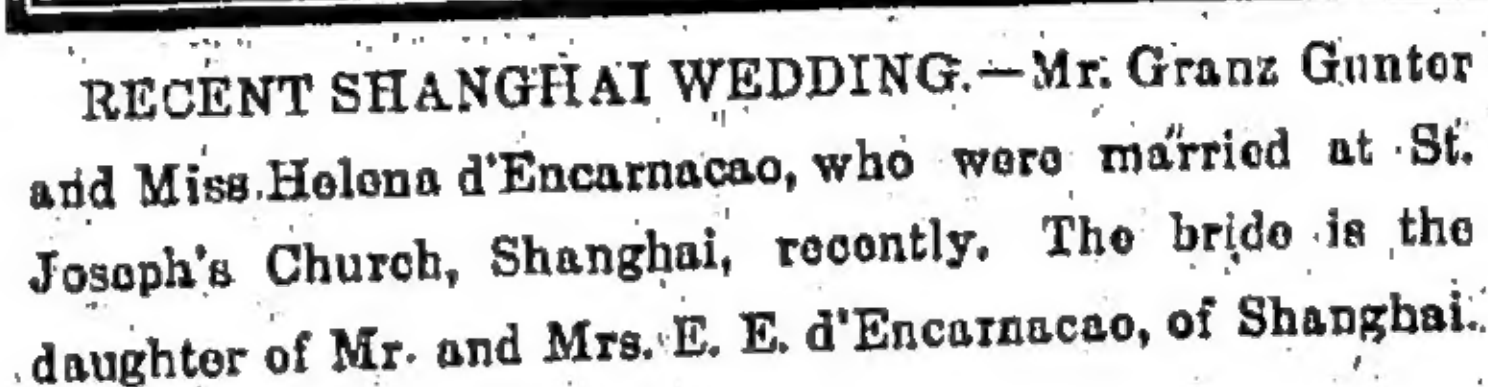 RECENT SHANGHAI WEDDING.—Mr. Granz Gunter
and Miss Helena d'Encarnacao, who were married at St.
Joseph's Church, Shanghai, recently. The bride is the
daughter of Mr. and Mrs. E. E. d'Encarnacao, of Shanghai.